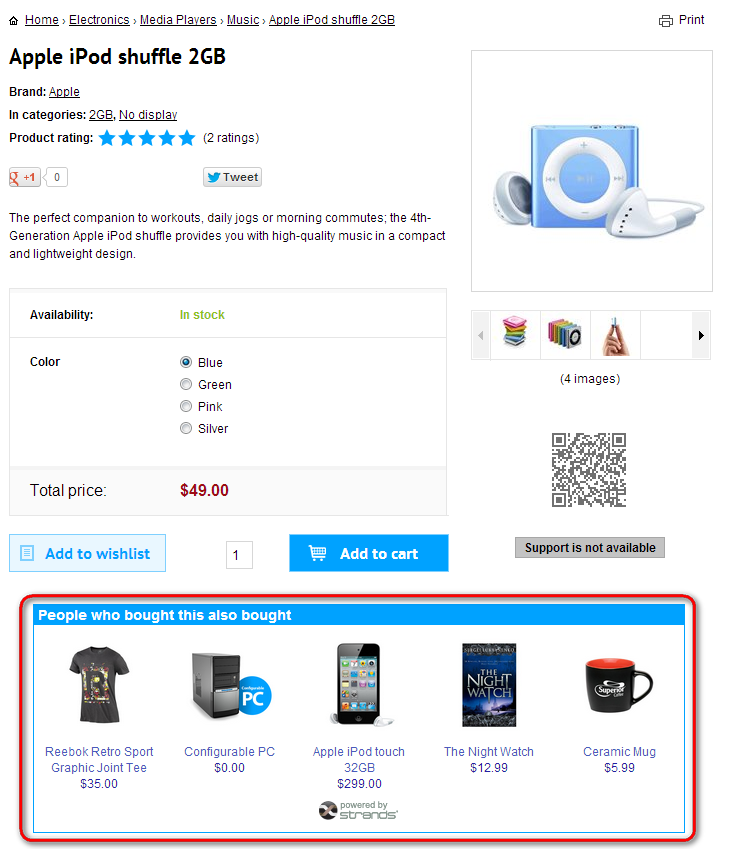 Home › Electronics › Media Players › Music › Apple iPod shuffle 2GB
Print
Apple iPod shuffle 2GB
Brand: Apple
In categories: 2GB, No display
Product rating: (2 ratings)
g +1 0
Tweet
The perfect companion to workouts, daily jogs or morning commutes; the 4th-
Generation Apple iPod shuffle provides you with high-quality music in a compact
and lightweight design.
Availability: In stock
Color
Blue
Green
Pink
Silver
Total price: $49.00
(4 images)
Add to wishlist
1
Add to cart
Support is not available
People who bought this also bought
Configurable
PC
THE
NIGHT
WATCH
Superior
Reebok Retro Sport
Graphic Joint Tee
$35.00
Configurable PC
$0.00
Apple iPod touch
32GB
$299.00
The Night Watch
$12.99
Ceramic Mug
$5.99
powered by
strands